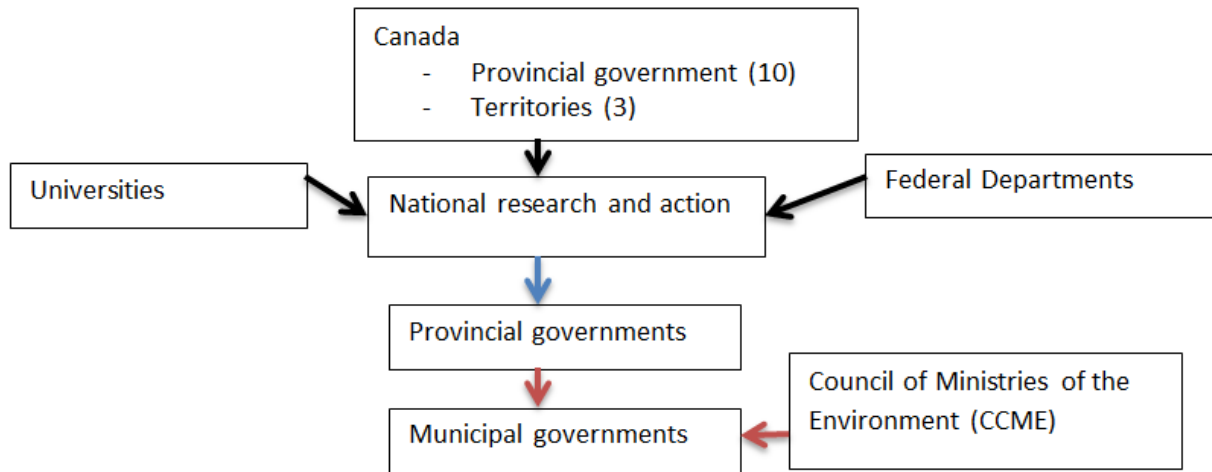 Canada
- Provincial government (10)
- Territories (3)
Universities
National research and action
Federal Departments
Provincial governments
Municipal governments
Council of Ministries of the
Environment (CCME)